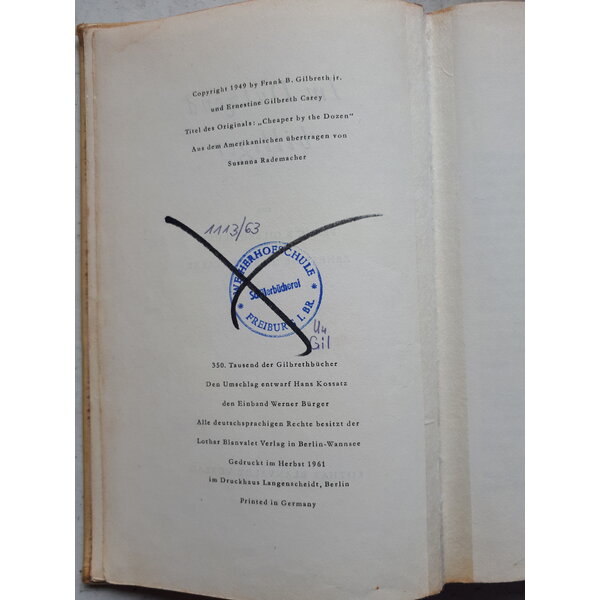 Copyright 1949 by Frank B. Gilbreth jr.
und Ernestine Gilbreth Carey
Titel des Originals: „Cheaper by the Dozen“
Aus dem Amerikanischen übertragen von
Susanna Rademacher
1113/63
WEIHERHOFSCHULE
Schülerbücherei
* FREIBURG I. BR. *
Gil
350. Tausend der Gilbrethbücher
Den Umschlag entwarf Hans Kossatz
den Einband Werner Bürger
Alle deutschsprachigen Rechte besitzt der
Lothar Blanvalet Verlag in Berlin-Wannsee
Gedruckt im Herbst 1961
im Druckhaus Langenscheidt, Berlin
Printed in Germany